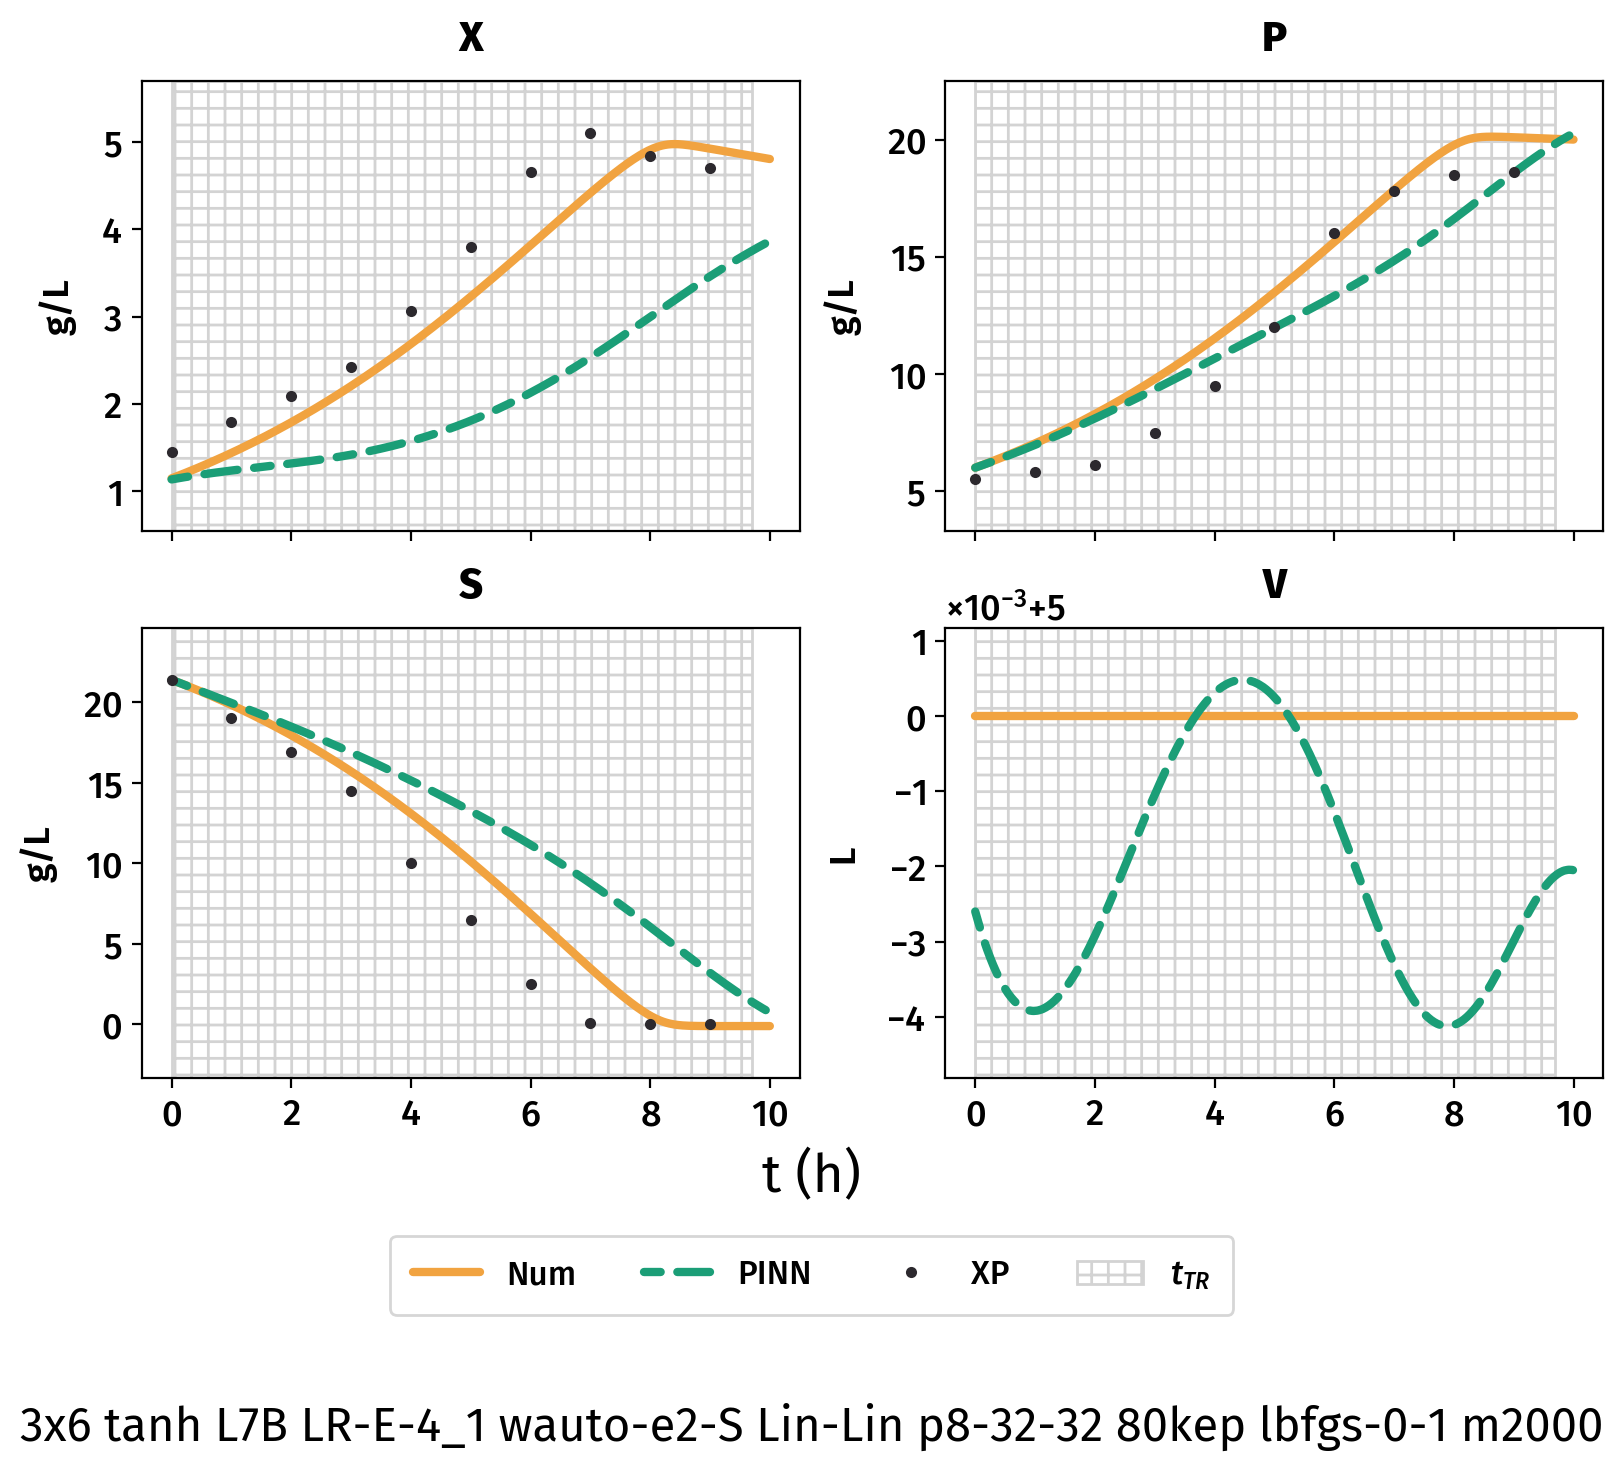 X
P
5
4
3
2
1
g/L
20
15
10
5
g/L
S
V
×10⁻³+5
20
15
10
5
0
g/L
1
0
−1
−2
−3
−4
L
0 2 4 6 8 10
0 2 4 6 8 10
t (h)
Num PINN XP t_TR
3x6 tanh L7B LR-E-4_1 wauto-e2-S Lin-Lin p8-32-32 80kep lbfgs-0-1 m2000